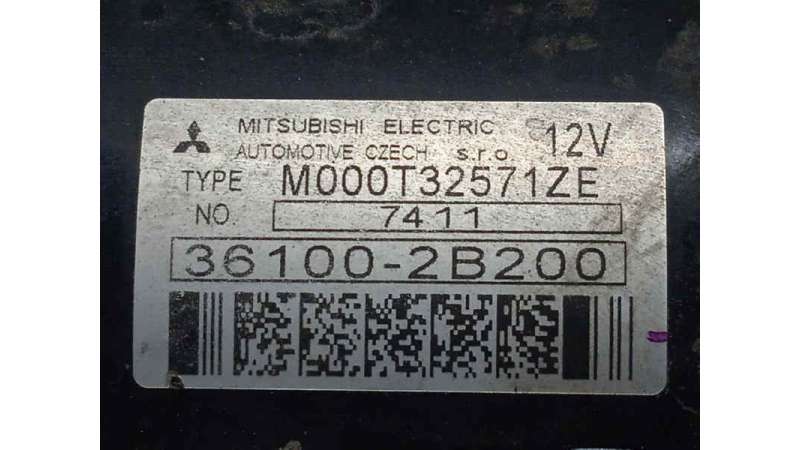 MITSUBISHI ELECTRIC
AUTOMOTIVE CZECH s.r.o 12V
TYPE M000T32571ZE
NO. 7411
36100-2B200